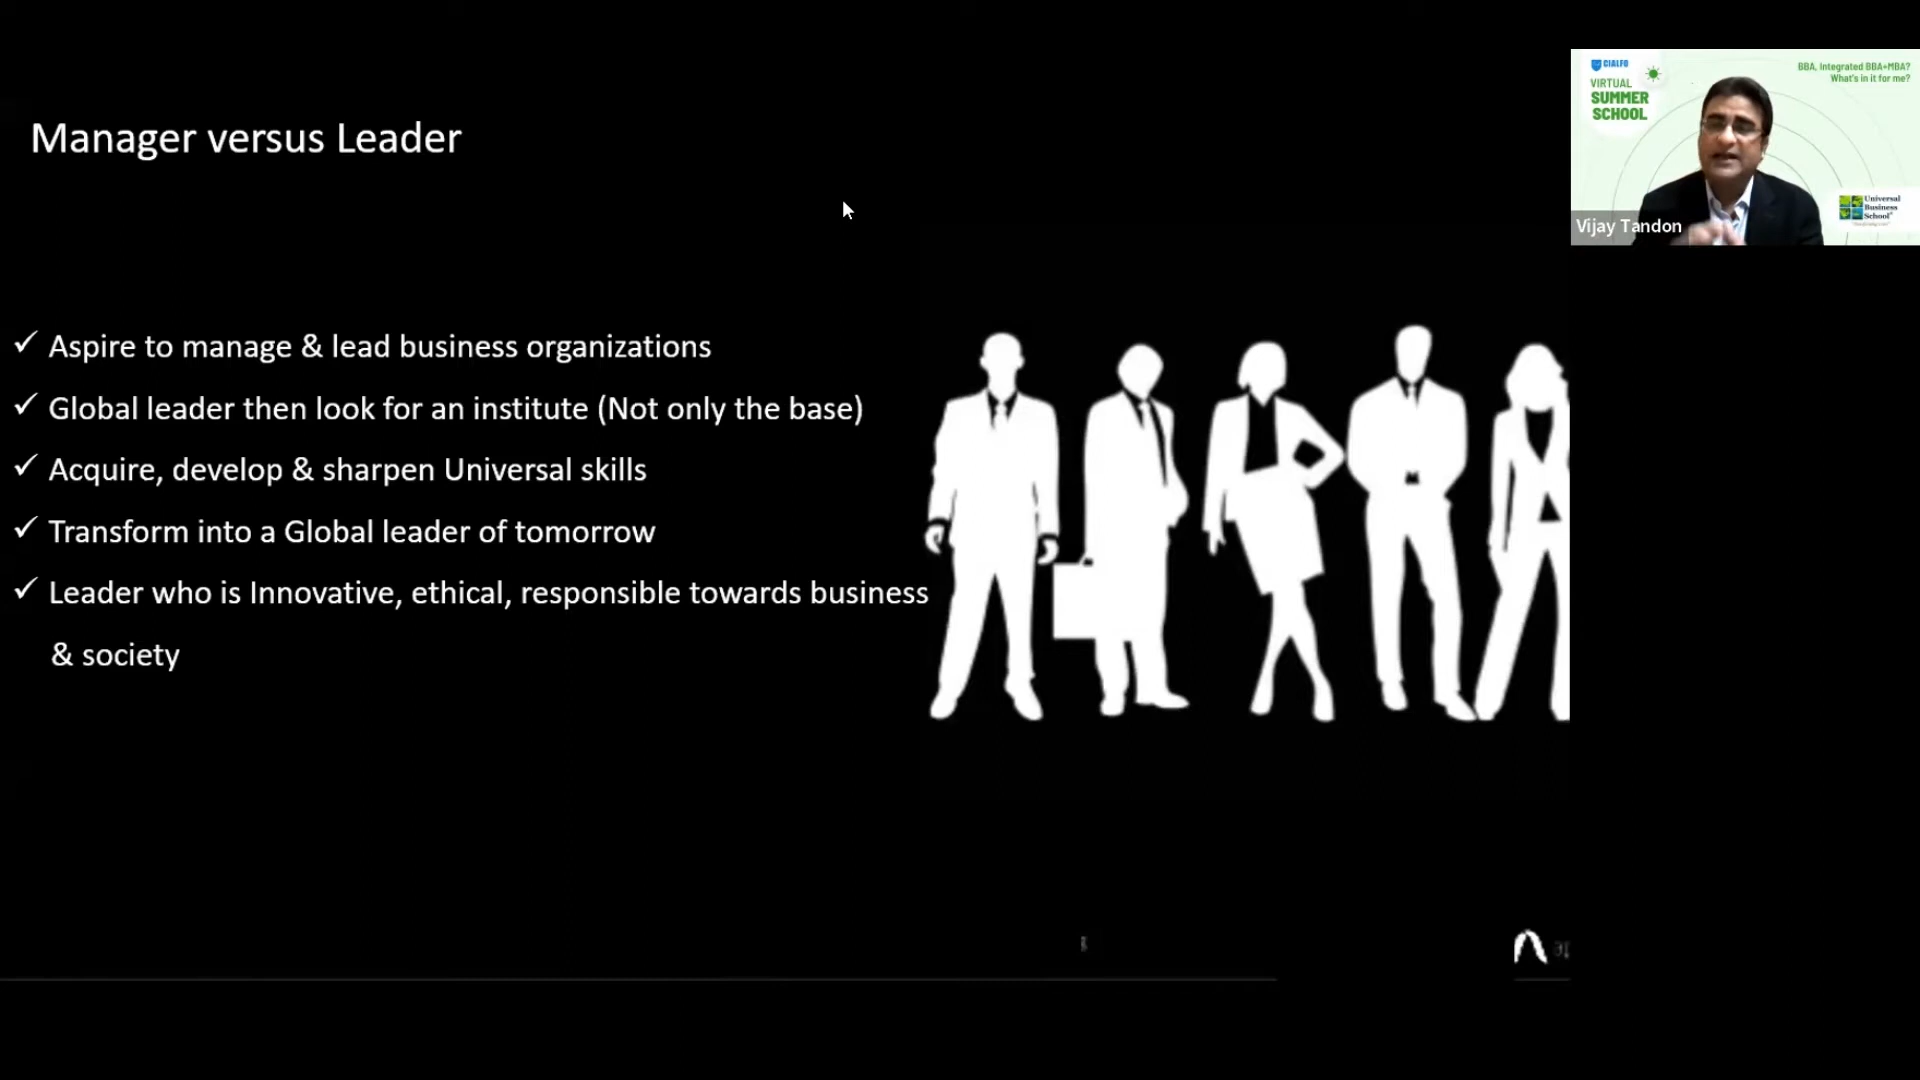 Manager versus Leader
Aspire to manage & lead business organizations
Global leader then look for an institute (Not only the base)
Acquire, develop & sharpen Universal skills
Transform into a Global leader of tomorrow
Leader who is Innovative, ethical, responsible towards business
& society
CIALFO
VIRTUAL
SUMMER
SCHOOL
BBA, Integrated BBA+MBA?
What's in it for me?
Universal
Business
School
Vijay Tandon